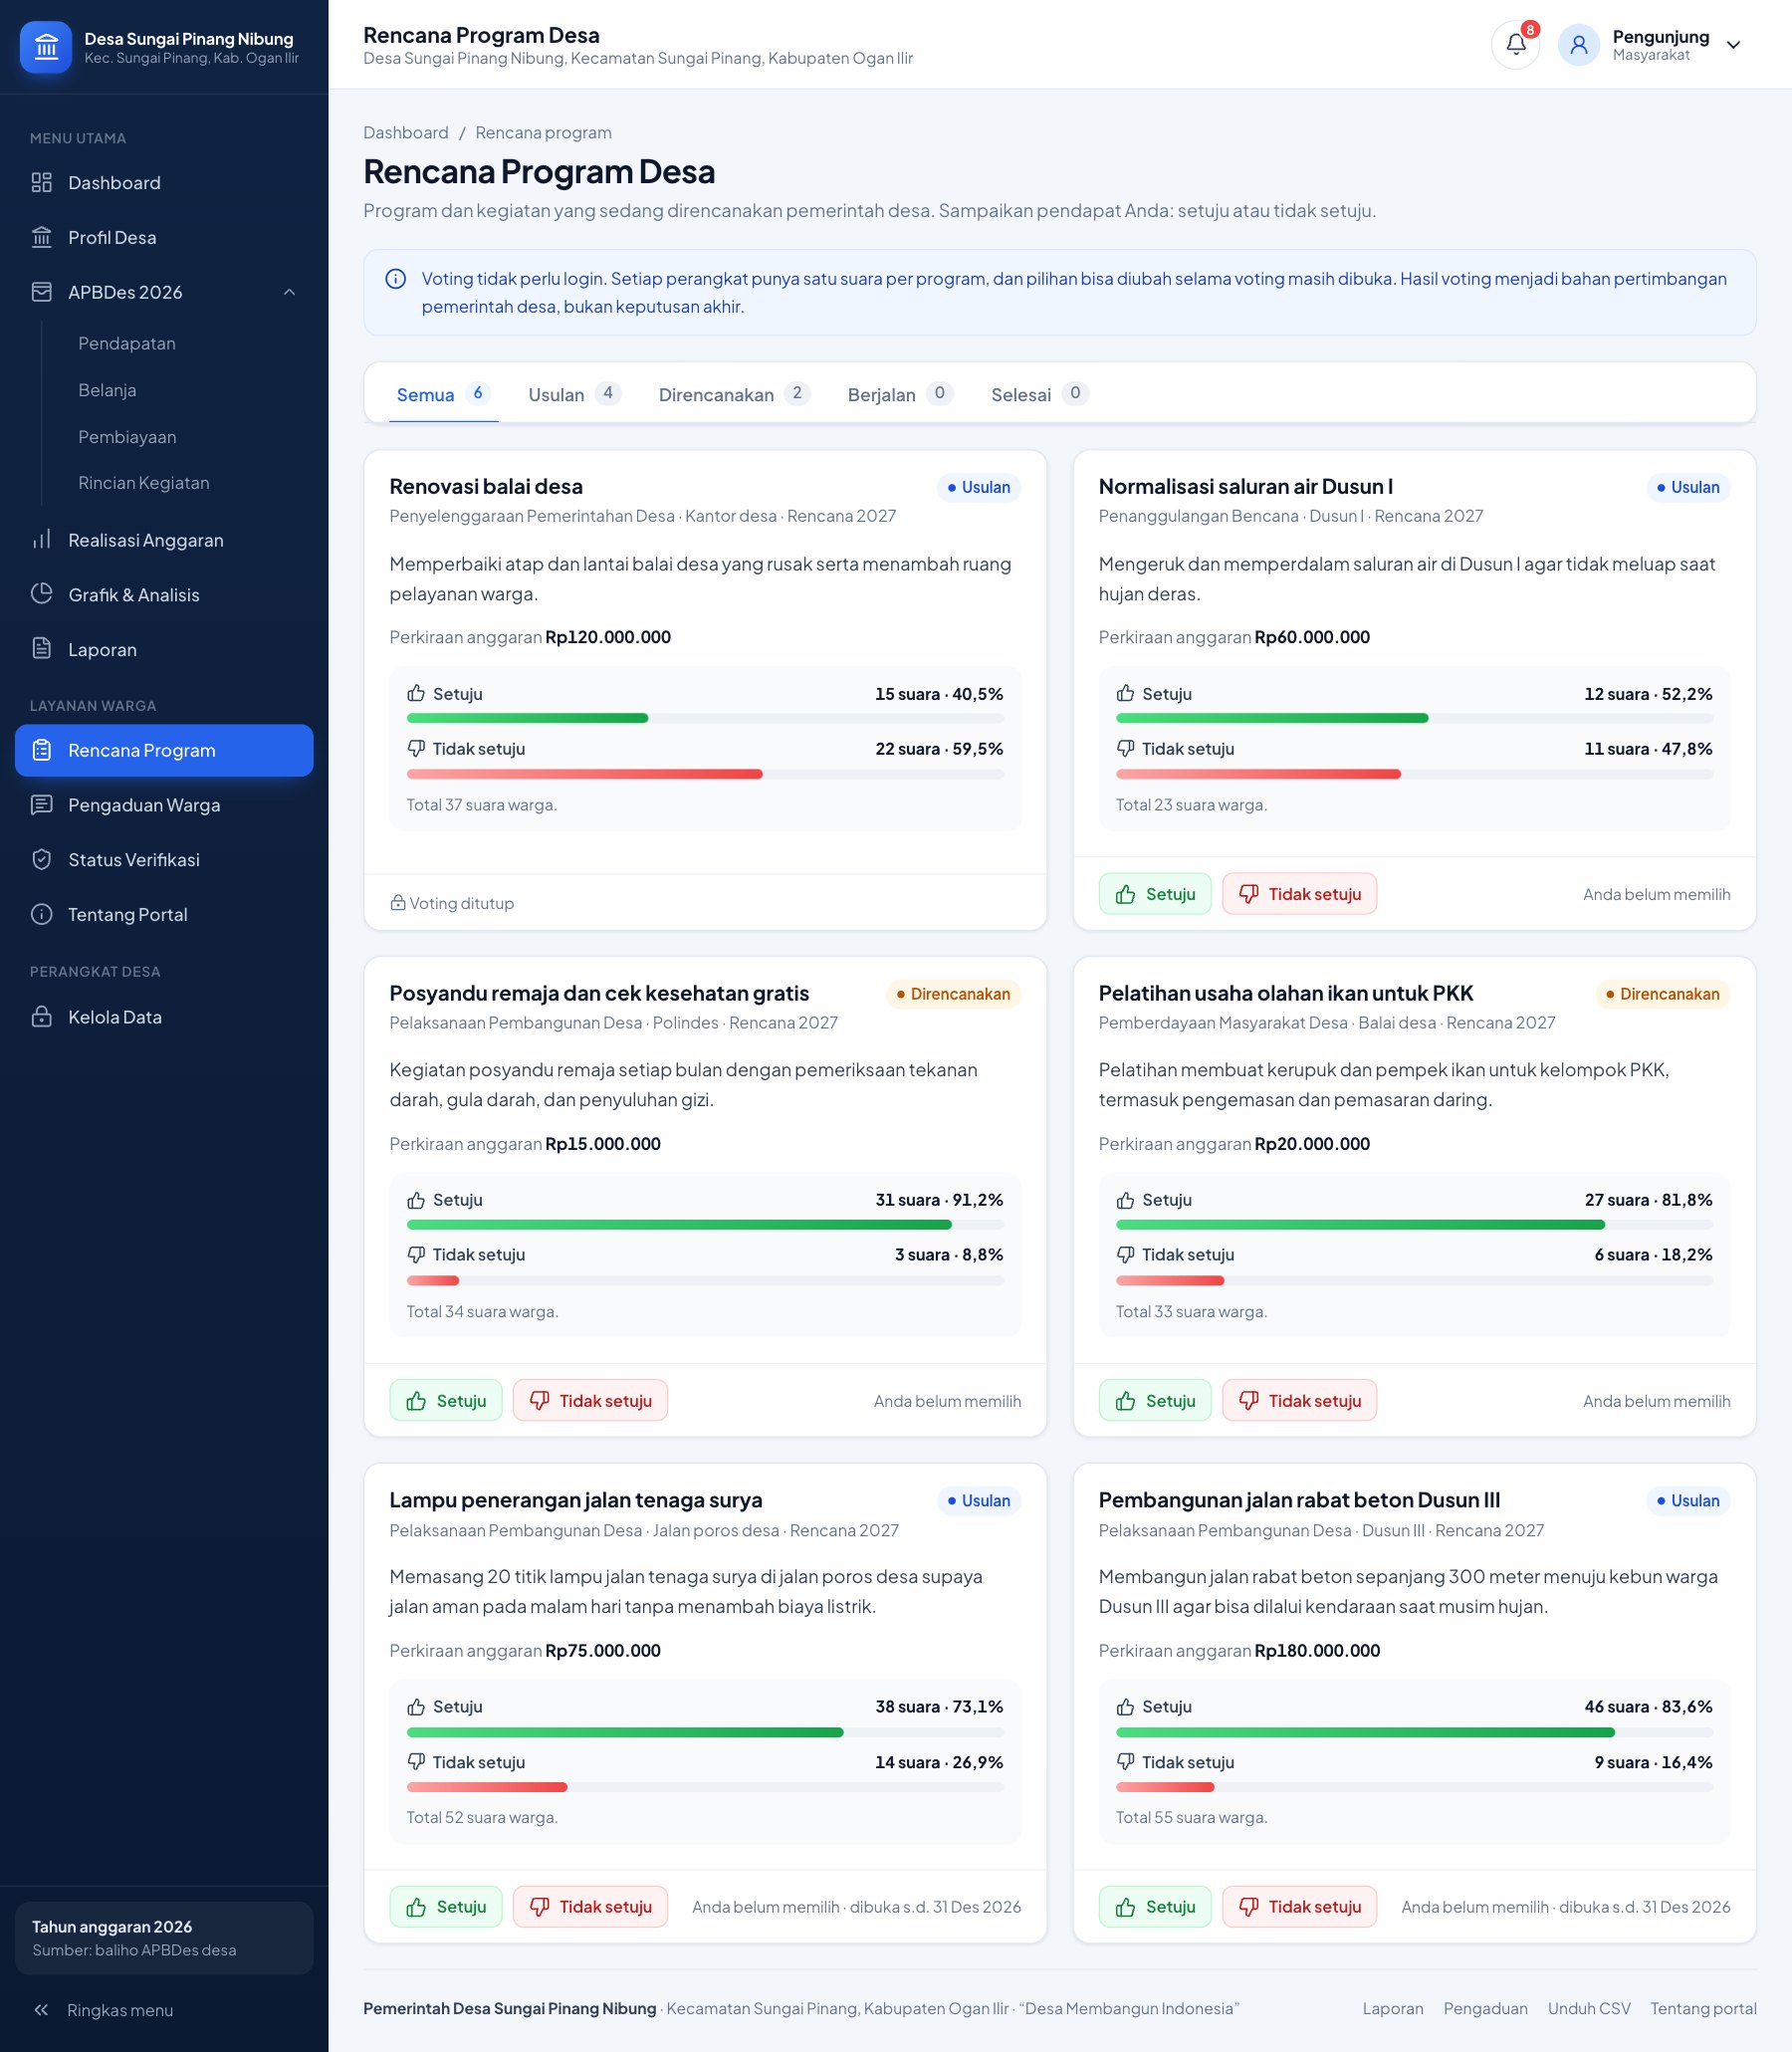 Desa Sungai Pinang Nibung
Kec. Sungai Pinang, Kab. Ogan Ilir
MENU UTAMA
Dashboard
Profil Desa
APBDes 2026
Pendapatan
Belanja
Pembiayaan
Rincian Kegiatan
Realisasi Anggaran
Grafik & Analisis
Laporan
LAYANAN WARGA
Rencana Program
Pengaduan Warga
Status Verifikasi
Tentang Portal
PERANGKAT DESA
Kelola Data
Tahun anggaran 2026
Sumber: baliho APBDes desa
Ringkas menu
Rencana Program Desa
Desa Sungai Pinang Nibung, Kecamatan Sungai Pinang, Kabupaten Ogan Ilir
8
Pengunjung
Masyarakat
Dashboard / Rencana program
Rencana Program Desa
Program dan kegiatan yang sedang direncanakan pemerintah desa. Sampaikan pendapat Anda: setuju atau tidak setuju.
Voting tidak perlu login. Setiap perangkat punya satu suara per program, dan pilihan bisa diubah selama voting masih dibuka. Hasil voting menjadi bahan pertimbangan
pemerintah desa, bukan keputusan akhir.
Semua 6 Usulan 4 Direncanakan 2 Berjalan 0 Selesai 0
Renovasi balai desa Usulan
Penyelenggaraan Pemerintahan Desa · Kantor desa · Rencana 2027
Memperbaiki atap dan lantai balai desa yang rusak serta menambah ruang
pelayanan warga.
Perkiraan anggaran Rp120.000.000
Setuju 15 suara · 40,5%
Tidak setuju 22 suara · 59,5%
Total 37 suara warga.
Voting ditutup
Normalisasi saluran air Dusun I Usulan
Penanggulangan Bencana · Dusun I · Rencana 2027
Mengeruk dan memperdalam saluran air di Dusun I agar tidak meluap saat
hujan deras.
Perkiraan anggaran Rp60.000.000
Setuju 12 suara · 52,2%
Tidak setuju 11 suara · 47,8%
Total 23 suara warga.
Setuju Tidak setuju Anda belum memilih
Posyandu remaja dan cek kesehatan gratis Direncanakan
Pelaksanaan Pembangunan Desa · Polindes · Rencana 2027
Kegiatan posyandu remaja setiap bulan dengan pemeriksaan tekanan
darah, gula darah, dan penyuluhan gizi.
Perkiraan anggaran Rp15.000.000
Setuju 31 suara · 91,2%
Tidak setuju 3 suara · 8,8%
Total 34 suara warga.
Setuju Tidak setuju Anda belum memilih
Pelatihan usaha olahan ikan untuk PKK Direncanakan
Pemberdayaan Masyarakat Desa · Balai desa · Rencana 2027
Pelatihan membuat kerupuk dan pempek ikan untuk kelompok PKK,
termasuk pengemasan dan pemasaran daring.
Perkiraan anggaran Rp20.000.000
Setuju 27 suara · 81,8%
Tidak setuju 6 suara · 18,2%
Total 33 suara warga.
Setuju Tidak setuju Anda belum memilih
Lampu penerangan jalan tenaga surya Usulan
Pelaksanaan Pembangunan Desa · Jalan poros desa · Rencana 2027
Memasang 20 titik lampu jalan tenaga surya di jalan poros desa supaya
jalan aman pada malam hari tanpa menambah biaya listrik.
Perkiraan anggaran Rp75.000.000
Setuju 38 suara · 73,1%
Tidak setuju 14 suara · 26,9%
Total 52 suara warga.
Setuju Tidak setuju Anda belum memilih · dibuka s.d. 31 Des 2026
Pembangunan jalan rabat beton Dusun III Usulan
Pelaksanaan Pembangunan Desa · Dusun III · Rencana 2027
Membangun jalan rabat beton sepanjang 300 meter menuju kebun warga
Dusun III agar bisa dilalui kendaraan saat musim hujan.
Perkiraan anggaran Rp180.000.000
Setuju 46 suara · 83,6%
Tidak setuju 9 suara · 16,4%
Total 55 suara warga.
Setuju Tidak setuju Anda belum memilih · dibuka s.d. 31 Des 2026
Pemerintah Desa Sungai Pinang Nibung · Kecamatan Sungai Pinang, Kabupaten Ogan Ilir · “Desa Membangun Indonesia”
Laporan Pengaduan Unduh CSV Tentang portal